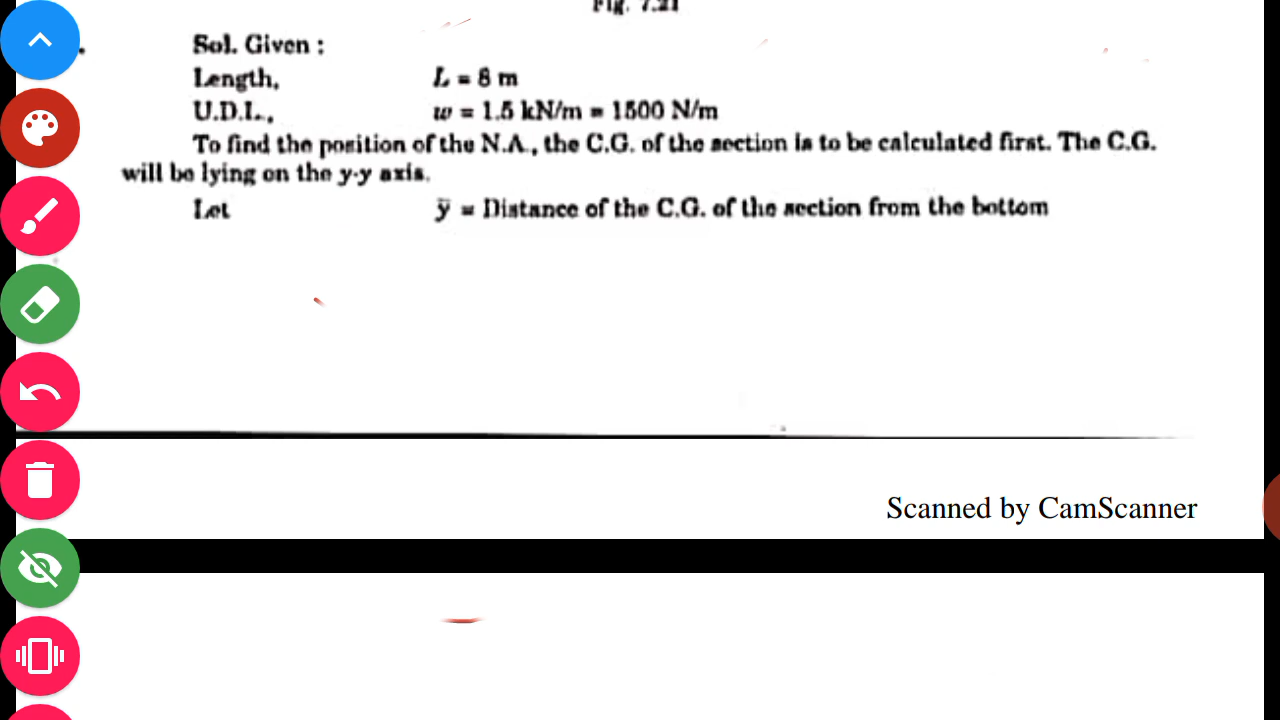 Fig. 7.21
Sol. Given :
Length, L = 8 m
U.D.L., w = 1.5 kN/m = 1500 N/m
To find the position of the N.A., the C.G. of the section is to be calculated first. The C.G.
will be lying on the y-y axis.
Let ȳ = Distance of the C.G. of the section from the bottom
Scanned by CamScanner